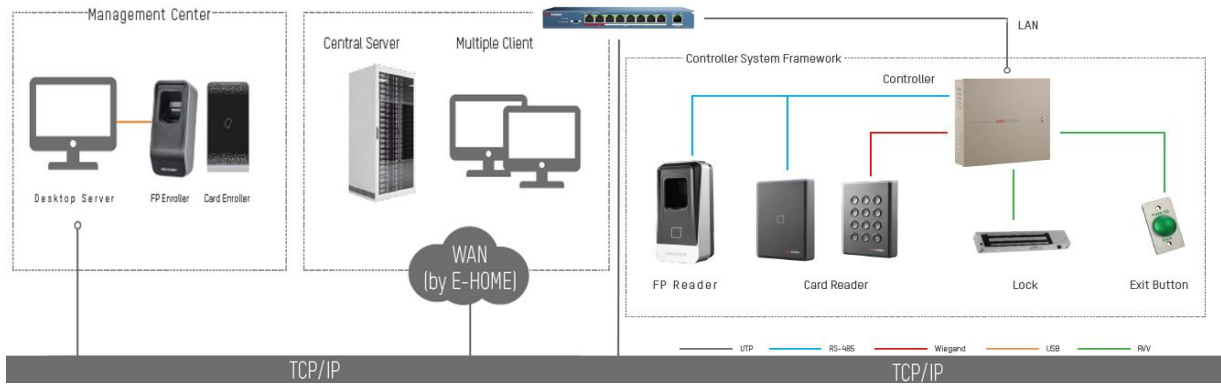 Management Center
Desktop Server
FP Enroller
Card Enroller
Central Server
Multiple Client
WAN
(by E-HOME)
LAN
Controller System Framework
Controller
FP Reader
Card Reader
Lock
Exit Button
UTP
RS-485
Wiegand
USB
RVV
TCP/IP
TCP/IP